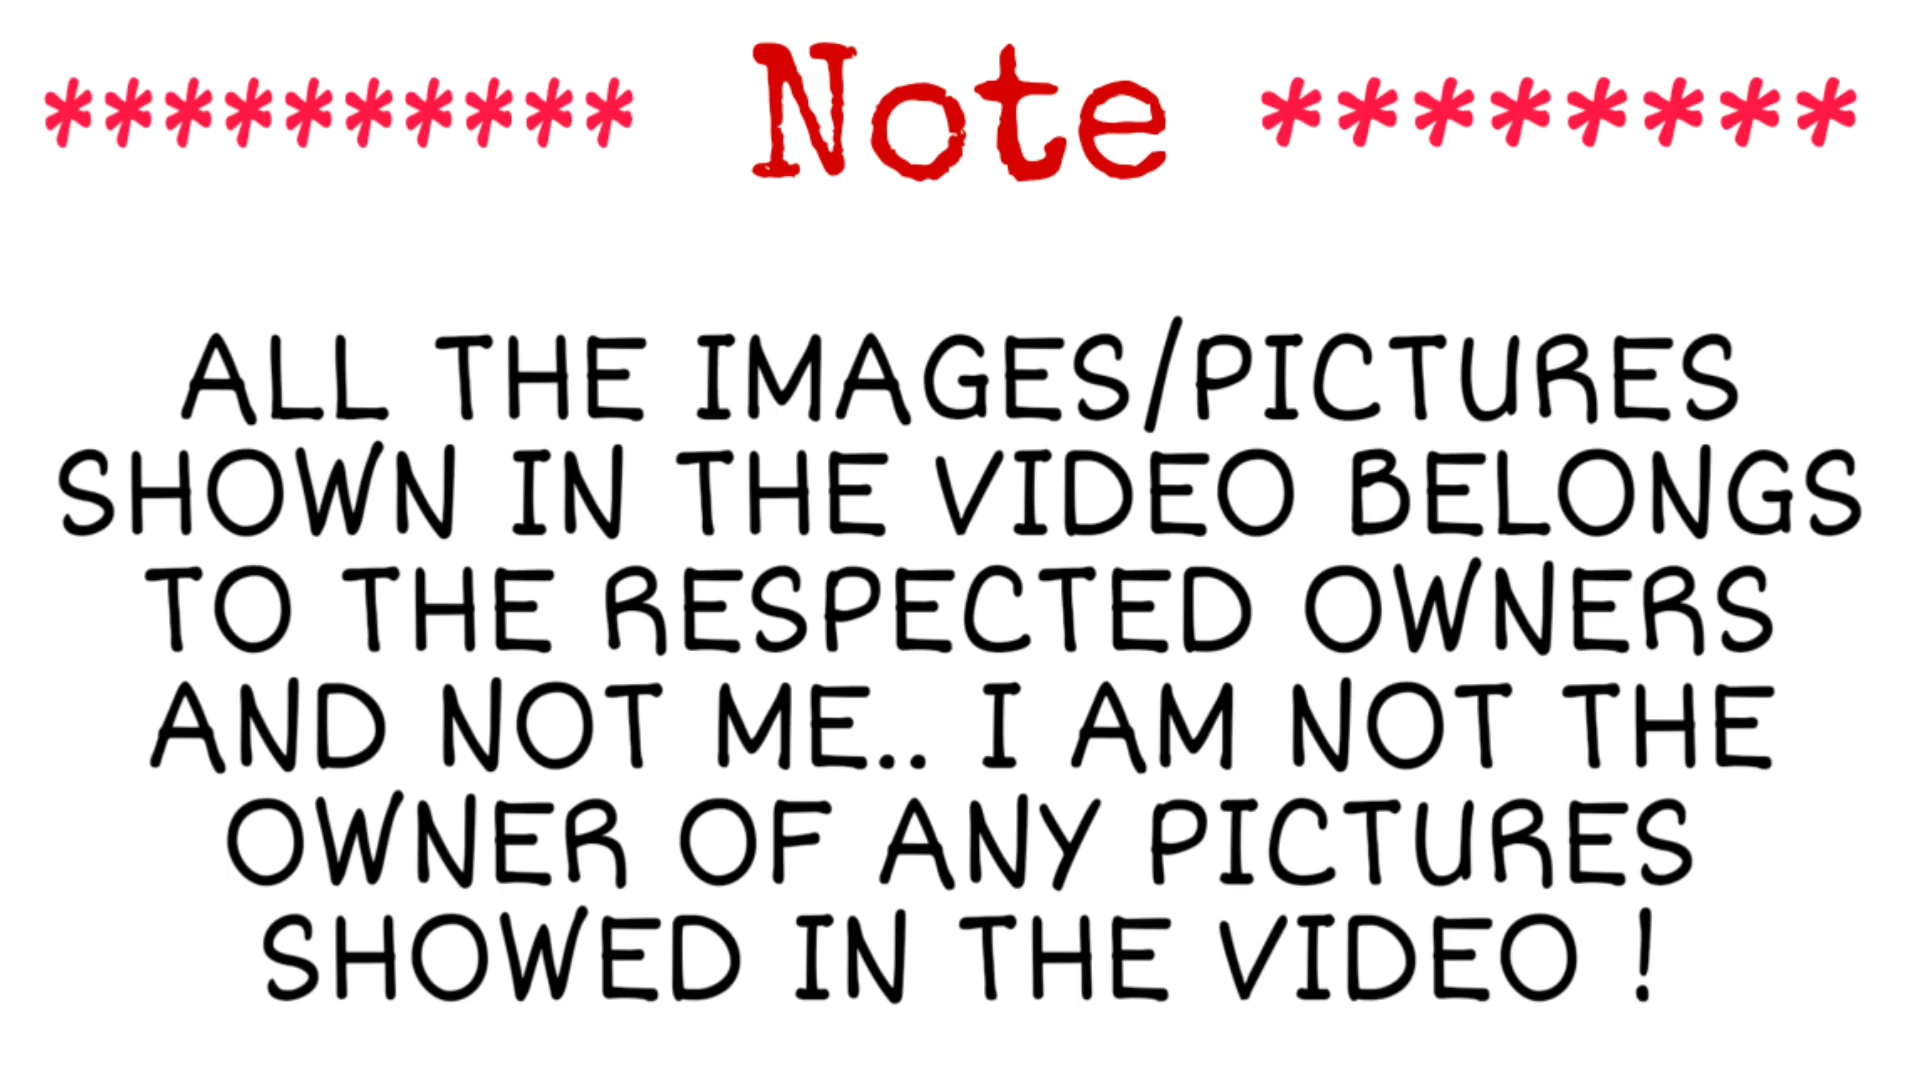 ********** Note ********
ALL THE IMAGES/PICTURES
SHOWN IN THE VIDEO BELONGS
TO THE RESPECTED OWNERS
AND NOT ME.. I AM NOT THE
OWNER OF ANY PICTURES
SHOWED IN THE VIDEO !